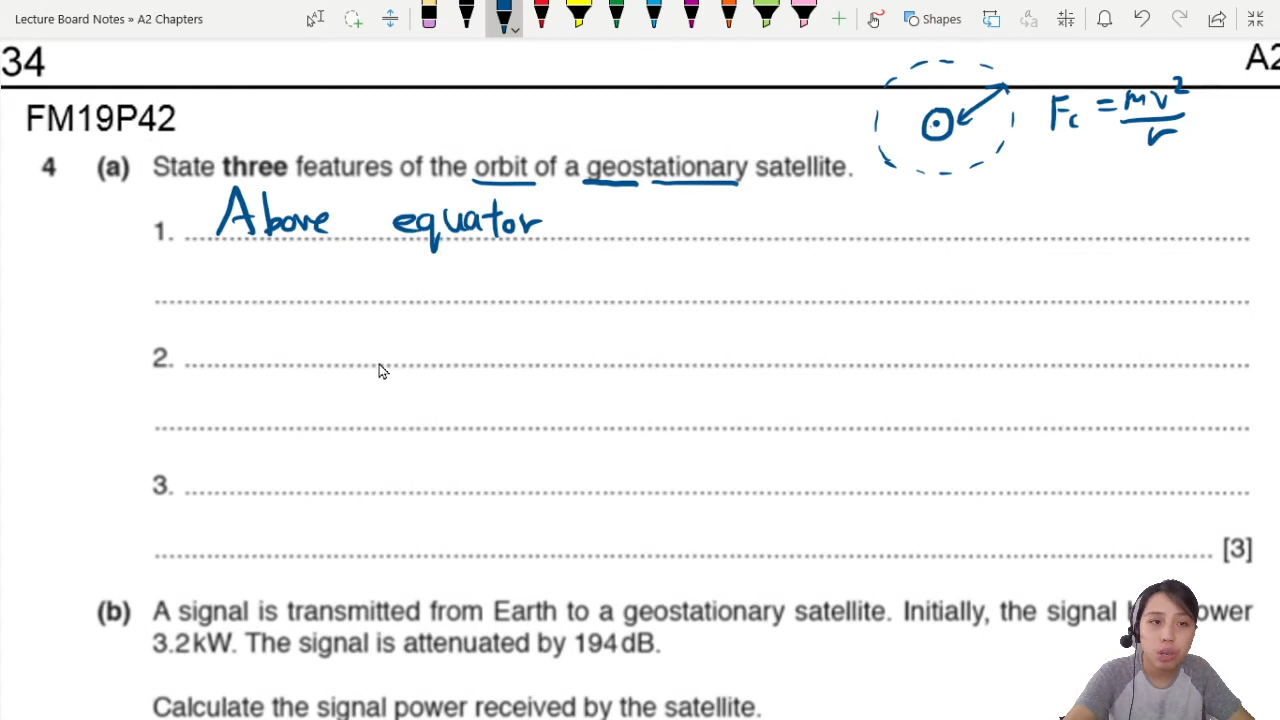 Lecture Board Notes » A2 Chapters
Shapes
34
A2
FM19P42
F_c = mv²/r
4 (a) State three features of the orbit of a geostationary satellite.
1. Above equator
2.
3.
[3]
(b) A signal is transmitted from Earth to a geostationary satellite. Initially, the signal
3.2 kW. The signal is attenuated by 194 dB.
Calculate the signal power received by the satellite.